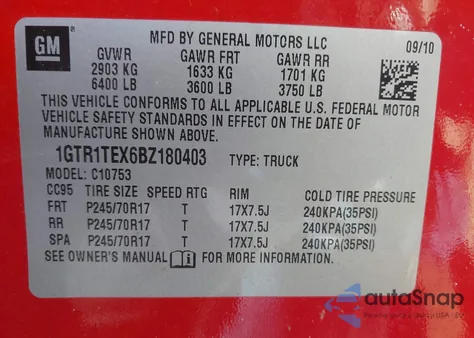 GM
MFD BY GENERAL MOTORS LLC
09/10
GVWR GAWR FRT GAWR RR
2903 KG 1633 KG 1701 KG
6400 LB 3600 LB 3750 LB
THIS VEHICLE CONFORMS TO ALL APPLICABLE U.S. FEDERAL MOTOR
VEHICLE SAFETY STANDARDS IN EFFECT ON THE DATE OF
MANUFACTURE SHOWN ABOVE.
1GTR1TEX6BZ180403 TYPE: TRUCK
MODEL: C10753
CC95 TIRE SIZE SPEED RTG RIM COLD TIRE PRESSURE
FRT P245/70R17 T 17X7.5J 240KPA(35PSI)
RR P245/70R17 T 17X7.5J 240KPA(35PSI)
SPA P245/70R17 T 17X7.5J 240KPA(35PSI)
SEE OWNER'S MANUAL i FOR MORE INFORMATION.
autoSnap